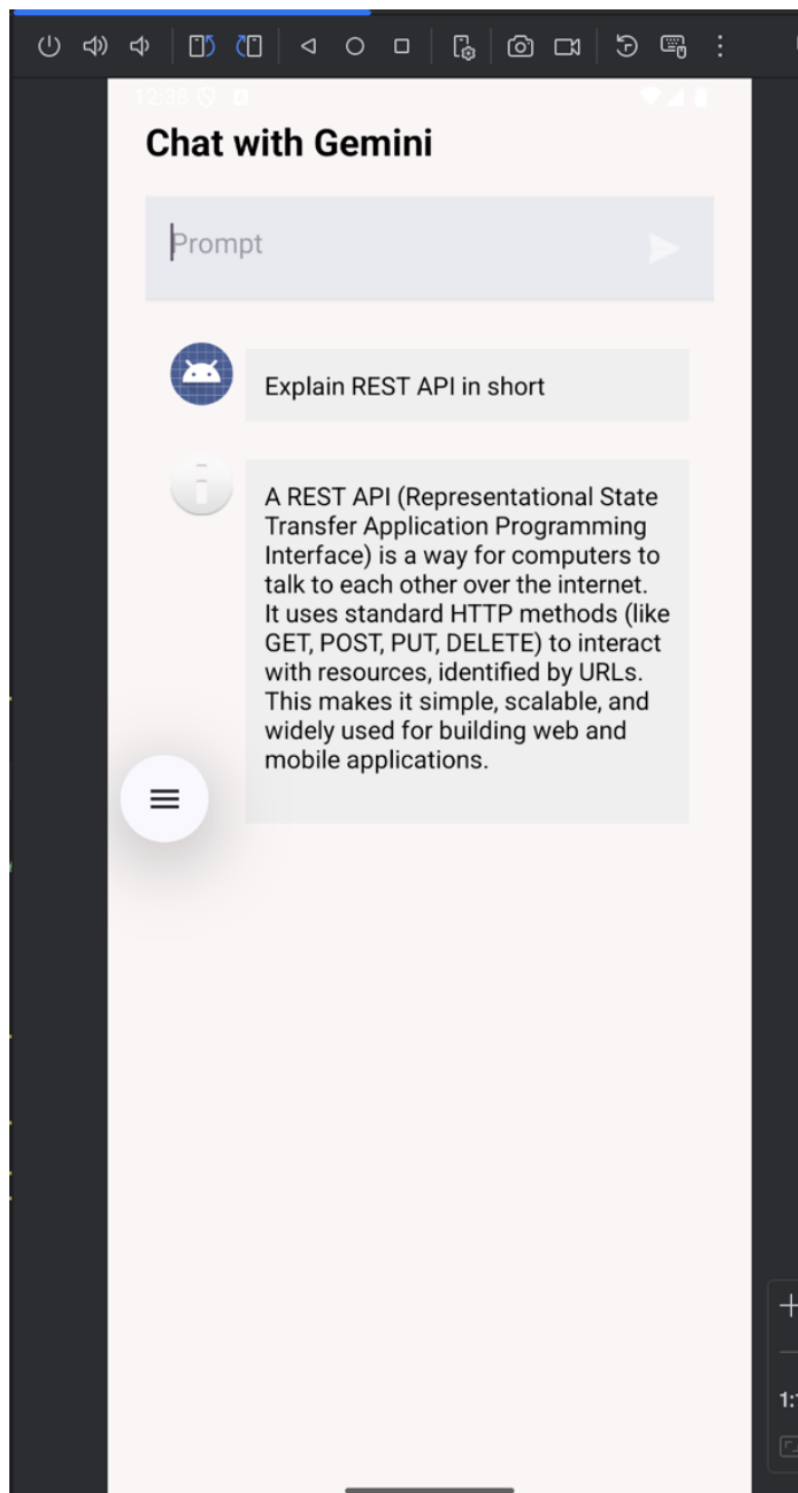 12:38
Chat with Gemini
Prompt
Explain REST API in short
A REST API (Representational State
Transfer Application Programming
Interface) is a way for computers to
talk to each other over the internet.
It uses standard HTTP methods (like
GET, POST, PUT, DELETE) to interact
with resources, identified by URLs.
This makes it simple, scalable, and
widely used for building web and
mobile applications.